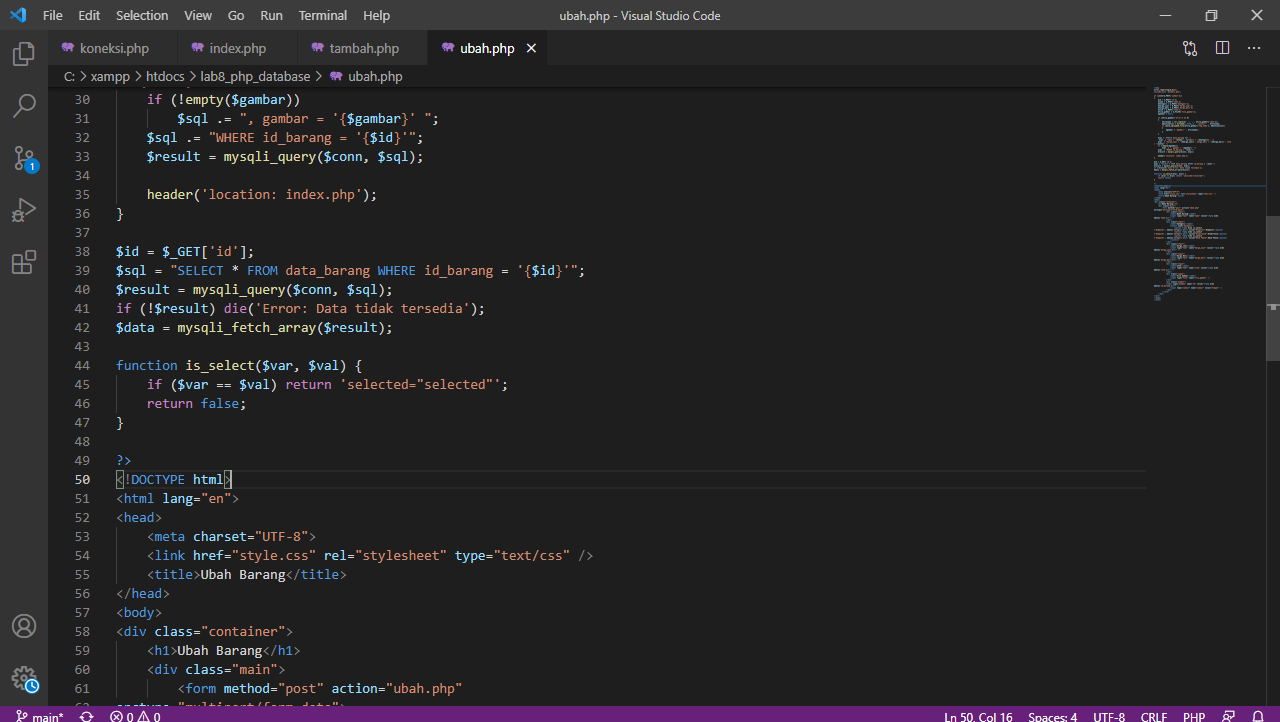 File Edit Selection View Go Run Terminal Help ubah.php - Visual Studio Code
koneksi.php index.php tambah.php ubah.php
C: > xampp > htdocs > lab8_php_database > ubah.php
30 if (!empty($gambar))
31 $sql .= ", gambar = '{$gambar}' ";
32 $sql .= "WHERE id_barang = '{$id}'";
33 $result = mysqli_query($conn, $sql);
34
35 header('location: index.php');
36 }
37
38 $id = $_GET['id'];
39 $sql = "SELECT * FROM data_barang WHERE id_barang = '{$id}'";
40 $result = mysqli_query($conn, $sql);
41 if (!$result) die('Error: Data tidak tersedia');
42 $data = mysqli_fetch_array($result);
43
44 function is_select($var, $val) {
45 if ($var == $val) return 'selected="selected"';
46 return false;
47 }
48
49 ?>
50 <!DOCTYPE html>
51 <html lang="en">
52 <head>
53 <meta charset="UTF-8">
54 <link href="style.css" rel="stylesheet" type="text/css" />
55 <title>Ubah Barang</title>
56 </head>
57 <body>
58 <div class="container">
59 <h1>Ubah Barang</h1>
60 <div class="main">
61 <form method="post" action="ubah.php"
enctype="multipart/form-data">
1
main* 0 0 Ln 50, Col 16 Spaces: 4 UTF-8 CRLF PHP